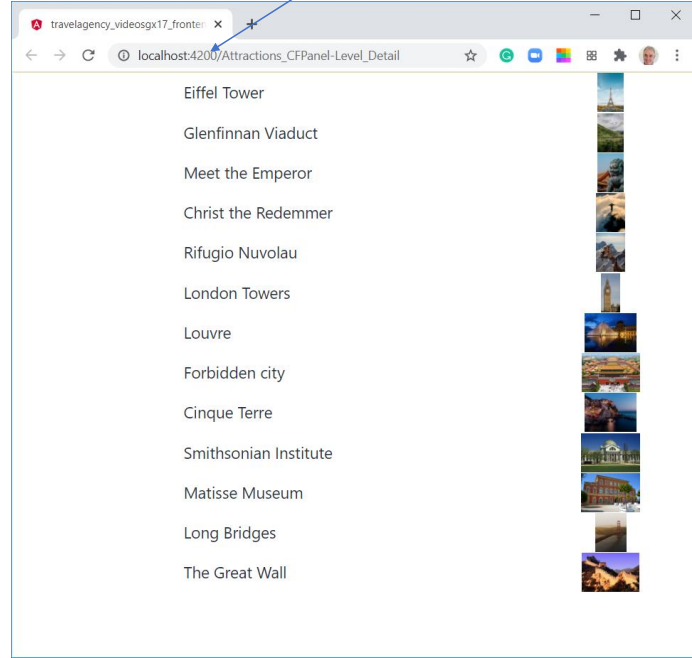 travelagency_videosgx17_fronten
localhost:4200/Attractions_CFPanel-Level_Detail
Eiffel Tower
Glenfinnan Viaduct
Meet the Emperor
Christ the Redemmer
Rifugio Nuvolau
London Towers
Louvre
Forbidden city
Cinque Terre
Smithsonian Institute
Matisse Museum
Long Bridges
The Great Wall